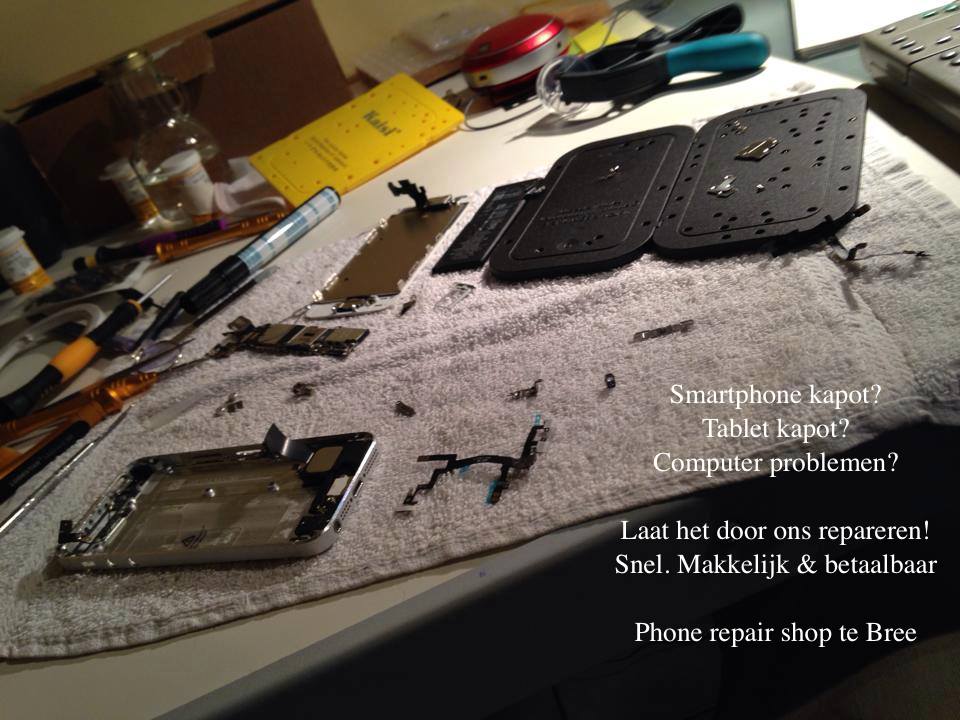 Kaisi
Smartphone kapot?
Tablet kapot?
Computer problemen?
Laat het door ons repareren!
Snel. Makkelijk & betaalbaar
Phone repair shop te Bree